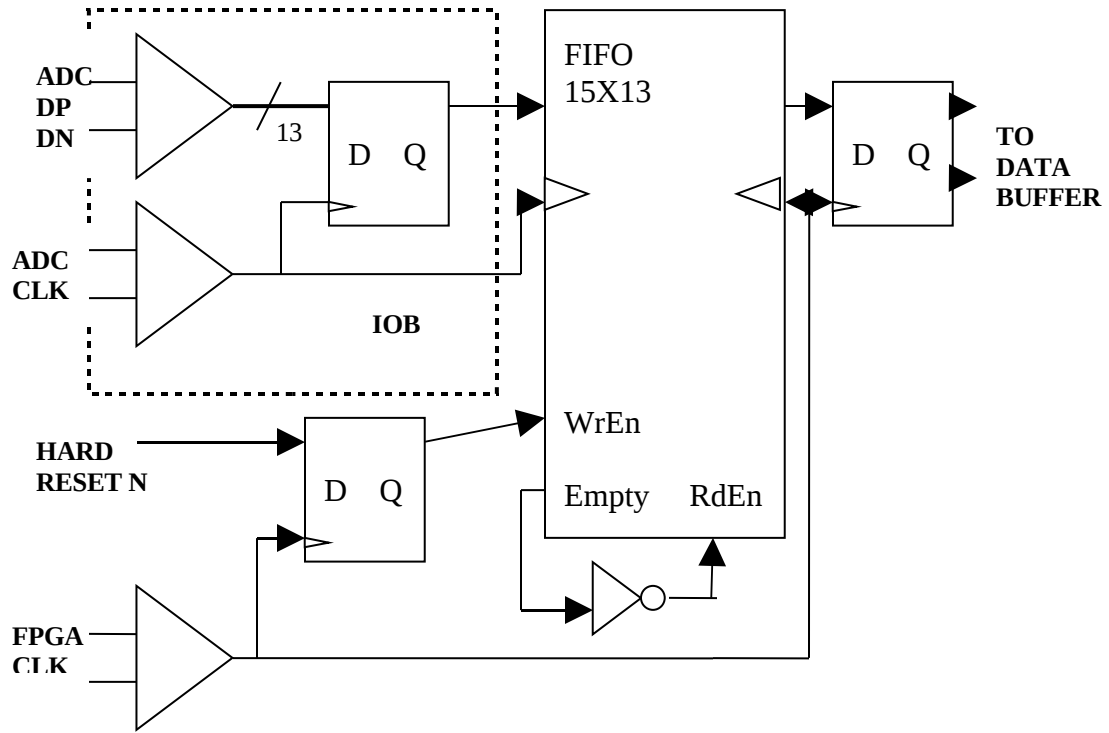 ADC
DP
DN
13
D Q
FIFO
15X13
D Q
TO
DATA
BUFFER
ADC
CLK
IOB
WrEn
HARD
RESET N
D Q
Empty RdEn
FPGA
CLK